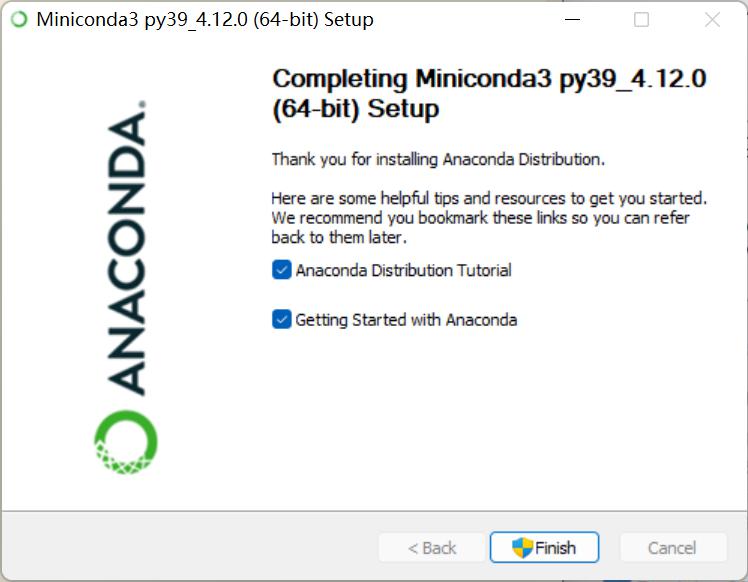 Miniconda3 py39_4.12.0 (64-bit) Setup
Completing Miniconda3 py39_4.12.0
(64-bit) Setup
Thank you for installing Anaconda Distribution.
Here are some helpful tips and resources to get you started.
We recommend you bookmark these links so you can refer
back to them later.
Anaconda Distribution Tutorial
Getting Started with Anaconda
ANACONDA.
< Back
Finish
Cancel